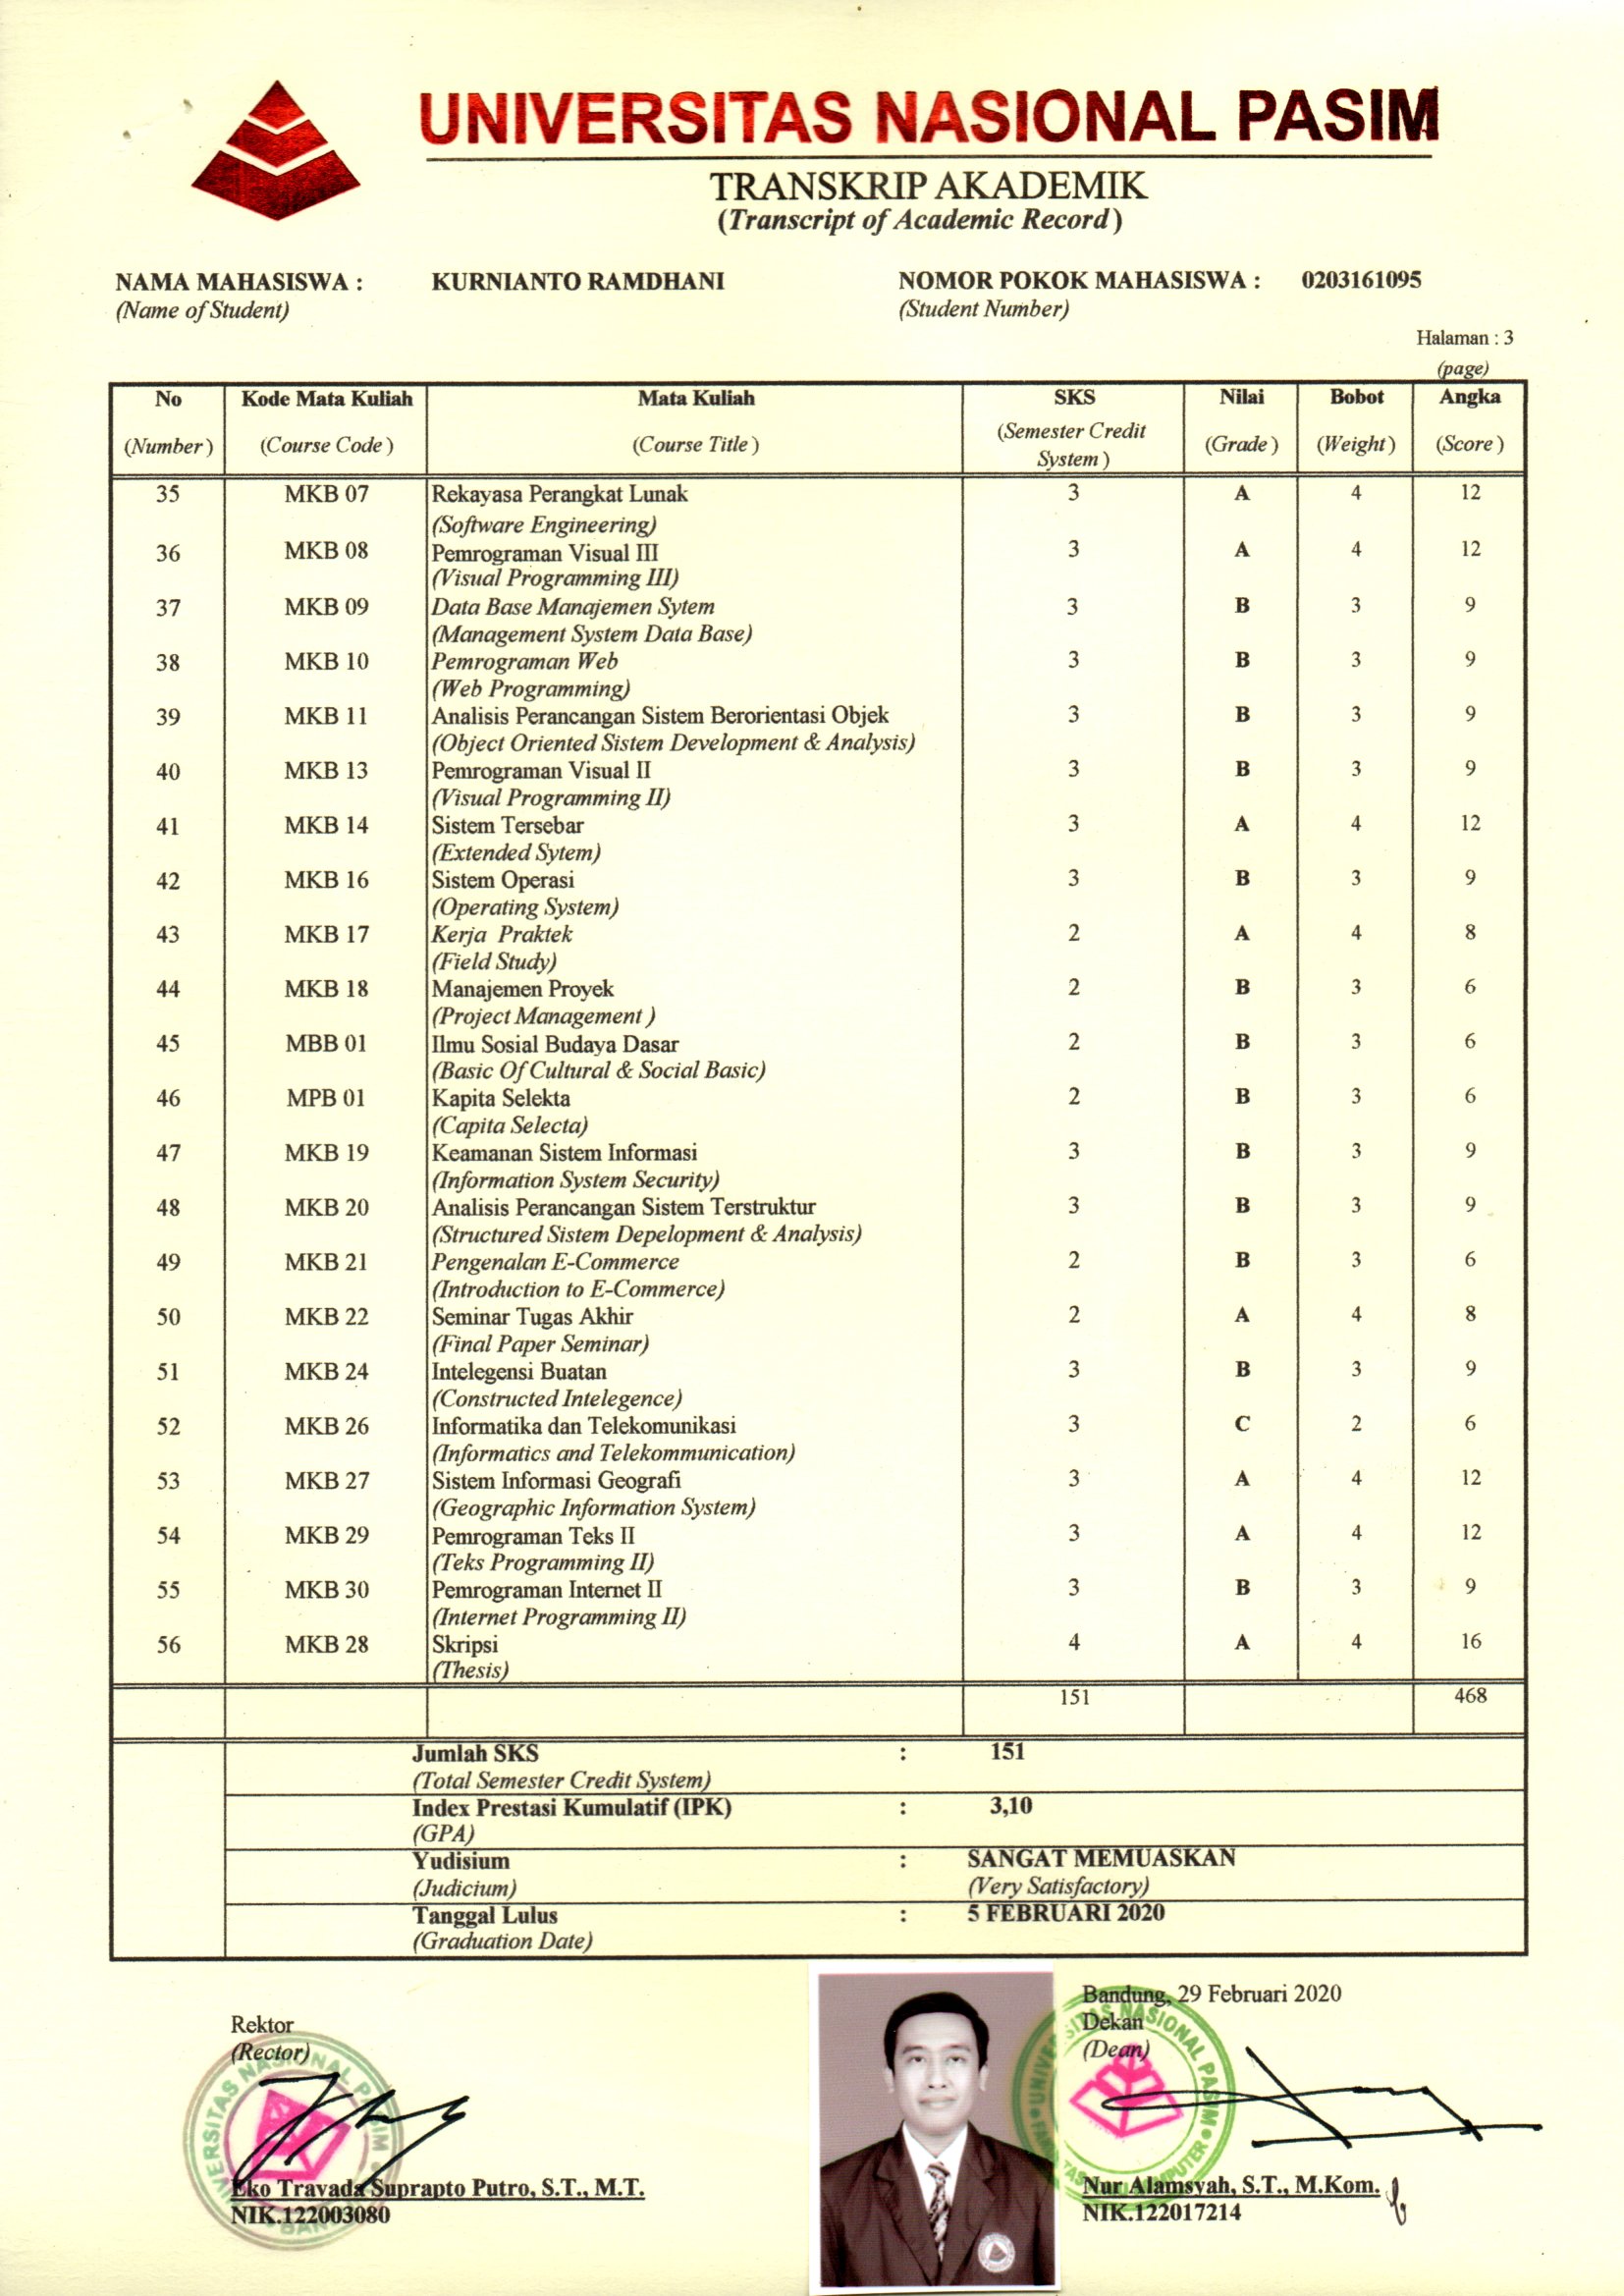 UNIVERSITAS NASIONAL PASIM
TRANSKRIP AKADEMIK
(Transcript of Academic Record)
NAMA MAHASISWA : KURNIANTO RAMDHANI NOMOR POKOK MAHASISWA : 0203161095
(Name of Student) (Student Number)
Halaman : 3
(page)
No Kode Mata Kuliah Mata Kuliah SKS Nilai Bobot Angka
(Number) (Course Code) (Course Title) (Semester Credit System) (Grade) (Weight) (Score)
35 MKB 07 Rekayasa Perangkat Lunak 3 A 4 12
(Software Engineering)
36 MKB 08 Pemrograman Visual III 3 A 4 12
(Visual Programming III)
37 MKB 09 Data Base Manajemen Sytem 3 B 3 9
(Management System Data Base)
38 MKB 10 Pemrograman Web 3 B 3 9
(Web Programming)
39 MKB 11 Analisis Perancangan Sistem Berorientasi Objek 3 B 3 9
(Object Oriented Sistem Development & Analysis)
40 MKB 13 Pemrograman Visual II 3 B 3 9
(Visual Programming II)
41 MKB 14 Sistem Tersebar 3 A 4 12
(Extended Sytem)
42 MKB 16 Sistem Operasi 3 B 3 9
(Operating System)
43 MKB 17 Kerja Praktek 2 A 4 8
(Field Study)
44 MKB 18 Manajemen Proyek 2 B 3 6
(Project Management )
45 MBB 01 Ilmu Sosial Budaya Dasar 2 B 3 6
(Basic Of Cultural & Social Basic)
46 MPB 01 Kapita Selekta 2 B 3 6
(Capita Selecta)
47 MKB 19 Keamanan Sistem Informasi 3 B 3 9
(Information System Security)
48 MKB 20 Analisis Perancangan Sistem Terstruktur 3 B 3 9
(Structured Sistem Depelopment & Analysis)
49 MKB 21 Pengenalan E-Commerce 2 B 3 6
(Introduction to E-Commerce)
50 MKB 22 Seminar Tugas Akhir 2 A 4 8
(Final Paper Seminar)
51 MKB 24 Intelegensi Buatan 3 B 3 9
(Constructed Intelegence)
52 MKB 26 Informatika dan Telekomunikasi 3 C 2 6
(Informatics and Telekommunication)
53 MKB 27 Sistem Informasi Geografi 3 A 4 12
(Geographic Information System)
54 MKB 29 Pemrograman Teks II 3 A 4 12
(Teks Programming II)
55 MKB 30 Pemrograman Internet II 3 B 3 9
(Internet Programming II)
56 MKB 28 Skripsi 4 A 4 16
(Thesis)
151 468
Jumlah SKS : 151
(Total Semester Credit System)
Index Prestasi Kumulatif (IPK) : 3,10
(GPA)
Yudisium : SANGAT MEMUASKAN
(Judicium) (Very Satisfactory)
Tanggal Lulus : 5 FEBRUARI 2020
(Graduation Date)
Bandung, 29 Februari 2020
Rektor Dekan
(Rector) (Dean)
UNIVERSITAS NASIONAL PASIM
UNIVERSITAS NASIONAL PASIM
Eko Travada Suprapto Putro, S.T., M.T. Nur Alamsyah, S.T., M.Kom.
NIK.122003080 NIK.122017214